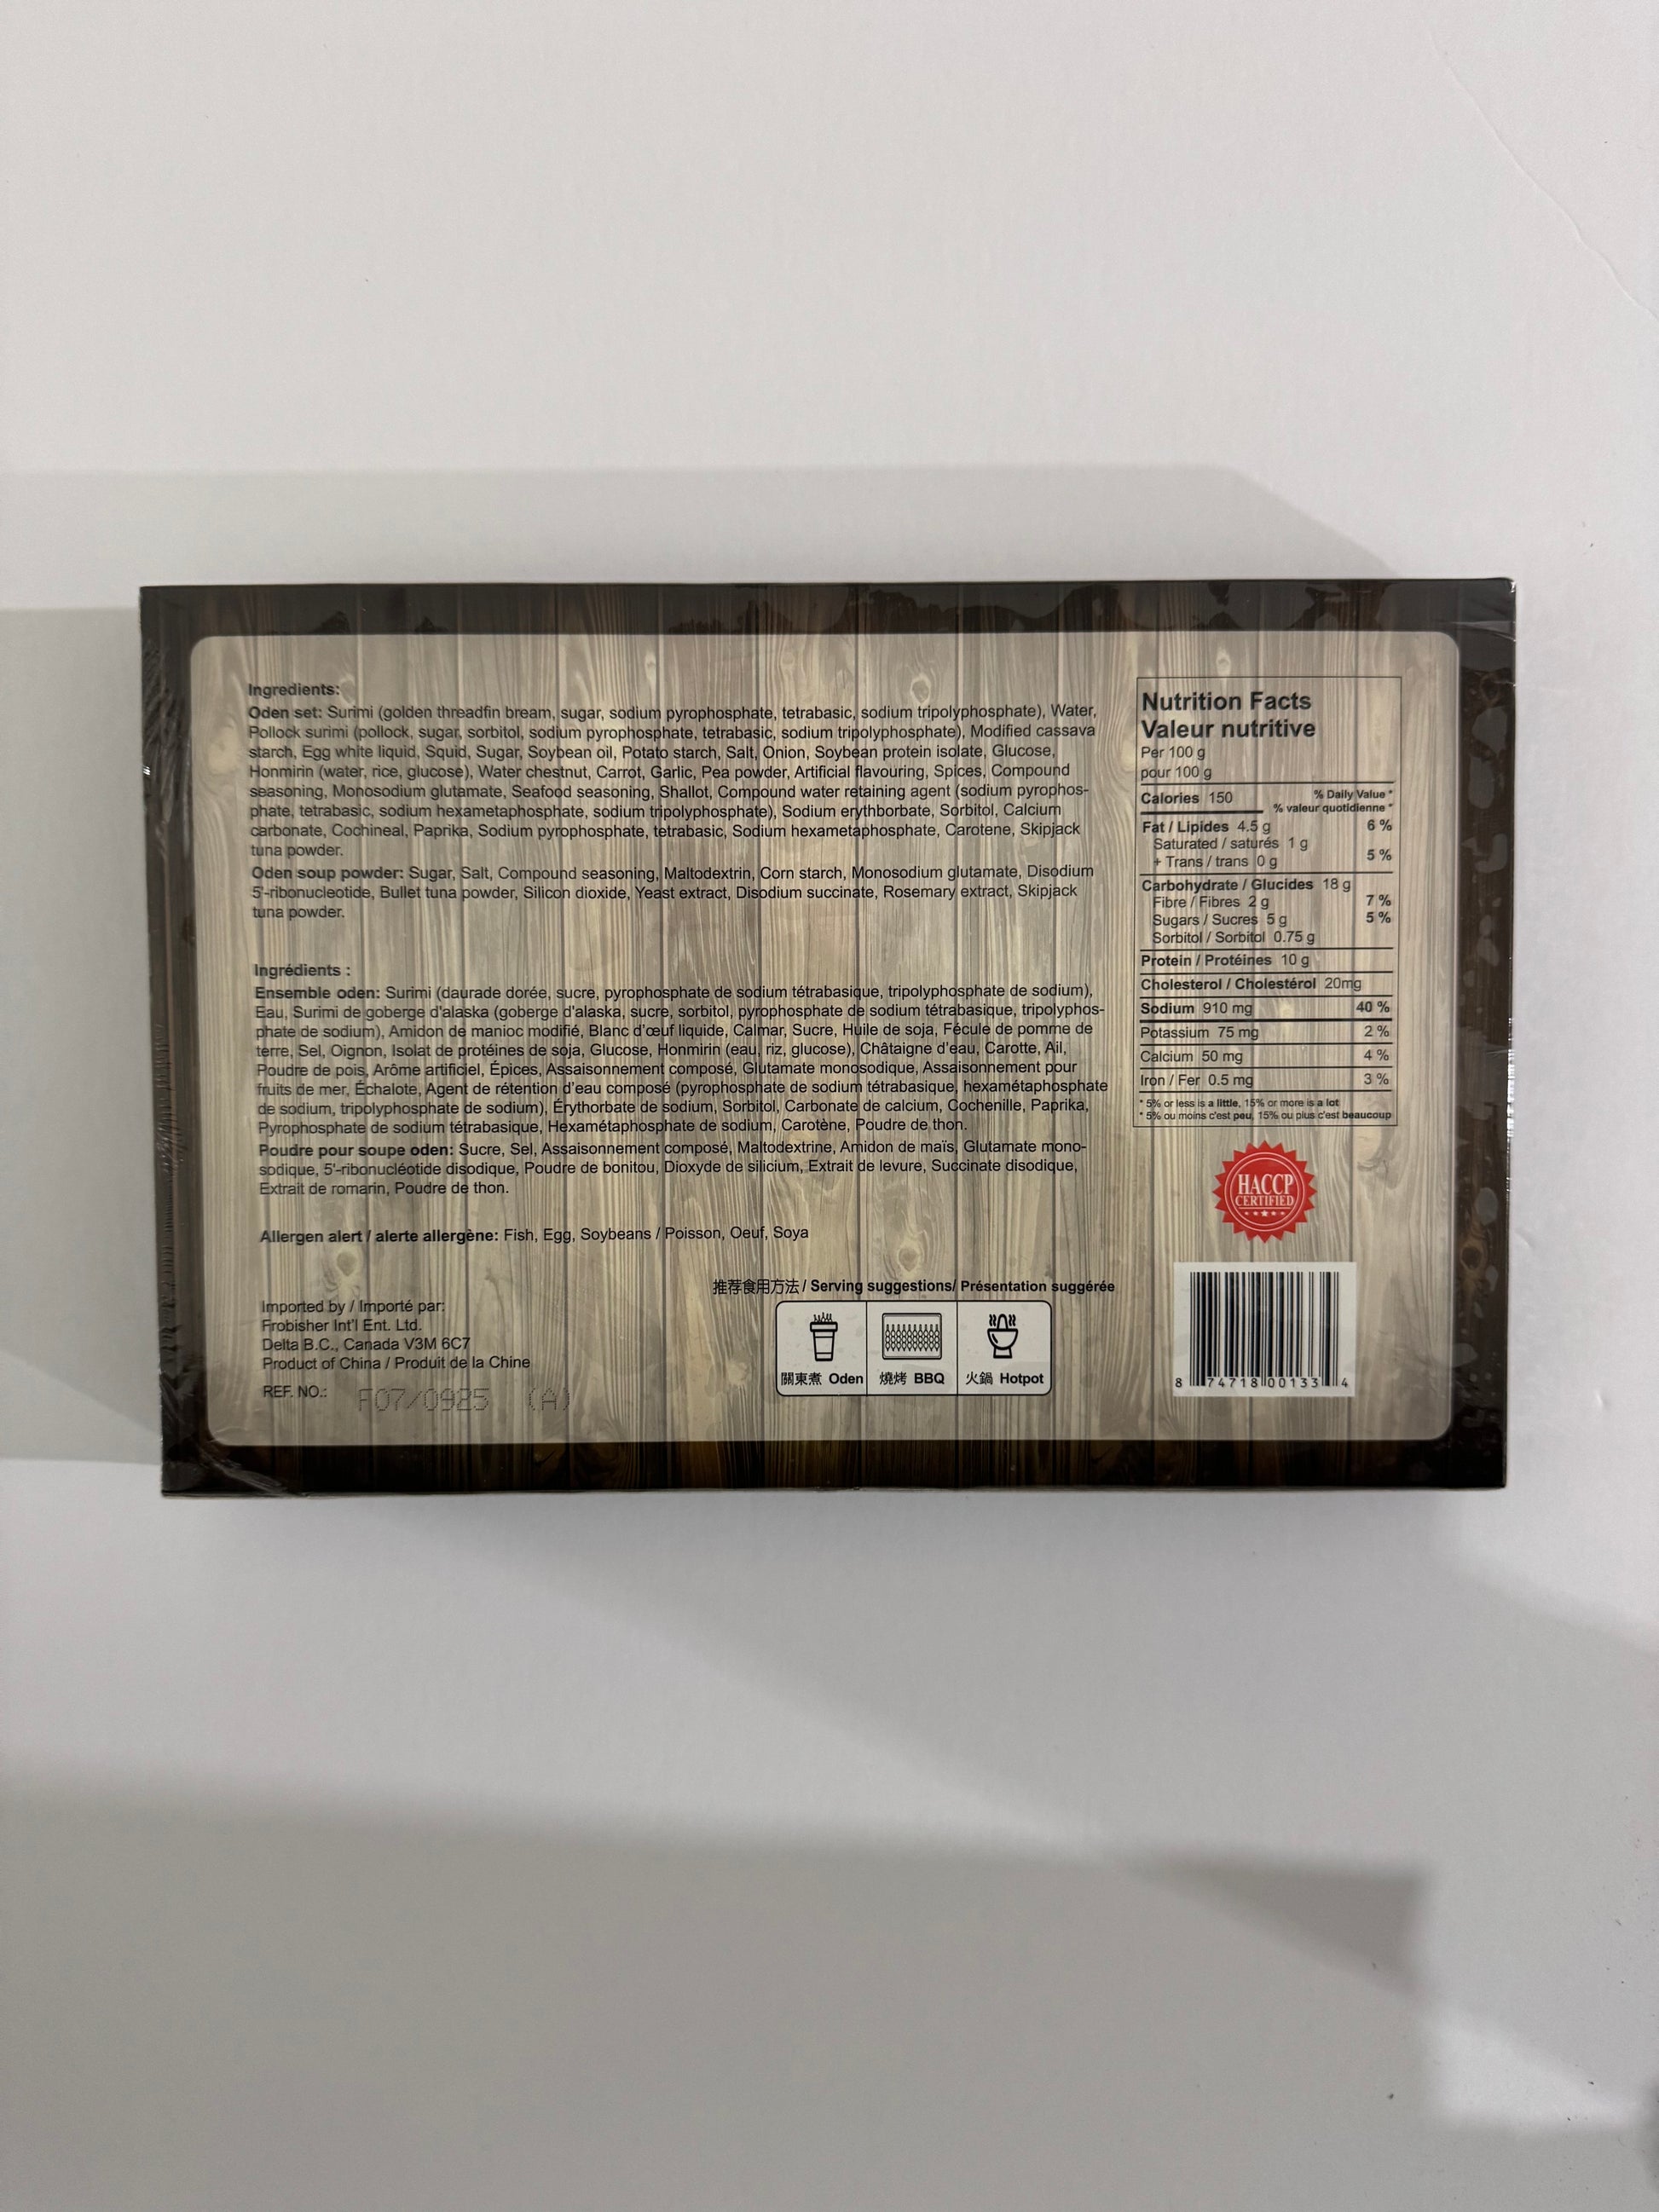 Ingredients:
Oden set: Surimi (golden threadfin bream, sugar, sodium pyrophosphate, tetrabasic, sodium tripolyphosphate), Water,
Pollock surimi (pollock, sugar, sorbitol, sodium pyrophosphate, tetrabasic, sodium tripolyphosphate), Modified cassava
starch, Egg white liquid, Squid, Sugar, Soybean oil, Potato starch, Salt, Onion, Soybean protein isolate, Glucose,
Honmirin (water, rice, glucose), Water chestnut, Carrot, Garlic, Pea powder, Artificial flavouring, Spices, Compound
seasoning, Monosodium glutamate, Seafood seasoning, Shallot, Compound water retaining agent (sodium pyrophos-
phate, tetrabasic, sodium hexametaphosphate, sodium tripolyphosphate), Sodium erythborbate, Sorbitol, Calcium
carbonate, Cochineal, Paprika, Sodium pyrophosphate, tetrabasic, Sodium hexametaphosphate, Carotene, Skipjack
tuna powder.
Oden soup powder: Sugar, Salt, Compound seasoning, Maltodextrin, Corn starch, Monosodium glutamate, Disodium
5'-ribonucleotide, Bullet tuna powder, Silicon dioxide, Yeast extract, Disodium succinate, Rosemary extract, Skipjack
tuna powder.
Ingrédients :
Ensemble oden: Surimi (daurade dorée, sucre, pyrophosphate de sodium tétrabasique, tripolyphosphate de sodium),
Eau, Surimi de goberge d'alaska (goberge d'alaska, sucre, sorbitol, pyrophosphate de sodium tétrabasique, tripolyphos-
phate de sodium), Amidon de manioc modifié, Blanc d'œuf liquide, Calmar, Sucre, Huile de soja, Fécule de pomme de
terre, Sel, Oignon, Isolat de protéines de soja, Glucose, Honmirin (eau, riz, glucose), Châtaigne d'eau, Carotte, Ail,
Poudre de pois, Arôme artificiel, Épices, Assaisonnement composé, Glutamate monosodique, Assaisonnement pour
fruits de mer, Échalote, Agent de rétention d'eau composé (pyrophosphate de sodium tétrabasique, hexamétaphosphate
de sodium, tripolyphosphate de sodium), Érythorbate de sodium, Sorbitol, Carbonate de calcium, Cochenille, Paprika,
Pyrophosphate de sodium tétrabasique, Hexamétaphosphate de sodium, Carotène, Poudre de thon.
Poudre pour soupe oden: Sucre, Sel, Assaisonnement composé, Maltodextrine, Amidon de maïs, Glutamate mono-
sodique, 5'-ribonucléotide disodique, Poudre de bonitou, Dioxyde de silicium, Extrait de levure, Succinate disodique,
Extrait de romarin, Poudre de thon.
Allergen alert / alerte allergène: Fish, Egg, Soybeans / Poisson, Oeuf, Soya
Imported by / Importé par:
Frobisher Int'l Ent. Ltd.
Delta B.C., Canada V3M 6C7
Product of China / Produit de la Chine
REF. NO.: F07/0925 (A)
推荐食用方法 / Serving suggestions/ Présentation suggérée
關東煮 Oden 燒烤 BBQ 火鍋 Hotpot
Nutrition Facts
Valeur nutritive
Per 100 g
pour 100 g
Calories 150 % Daily Value *
% valeur quotidienne *
Fat / Lipides 4.5 g 6 %
Saturated / saturés 1 g
+ Trans / trans 0 g 5 %
Carbohydrate / Glucides 18 g
Fibre / Fibres 2 g 7 %
Sugars / Sucres 5 g 5 %
Sorbitol / Sorbitol 0.75 g
Protein / Protéines 10 g
Cholesterol / Cholestérol 20mg
Sodium 910 mg 40 %
Potassium 75 mg 2 %
Calcium 50 mg 4 %
Iron / Fer 0.5 mg 3 %
* 5% or less is a little, 15% or more is a lot
* 5% ou moins c'est peu, 15% ou plus c'est beaucoup
HACCP
CERTIFIED
8 74718 00133 4